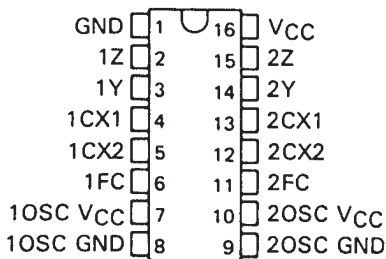 GND 1 16 VCC
1Z 2 15 2Z
1Y 3 14 2Y
1CX1 4 13 2CX1
1CX2 5 12 2CX2
1FC 6 11 2FC
1OSC VCC 7 10 2OSC VCC
1OSC GND 8 9 2OSC GND